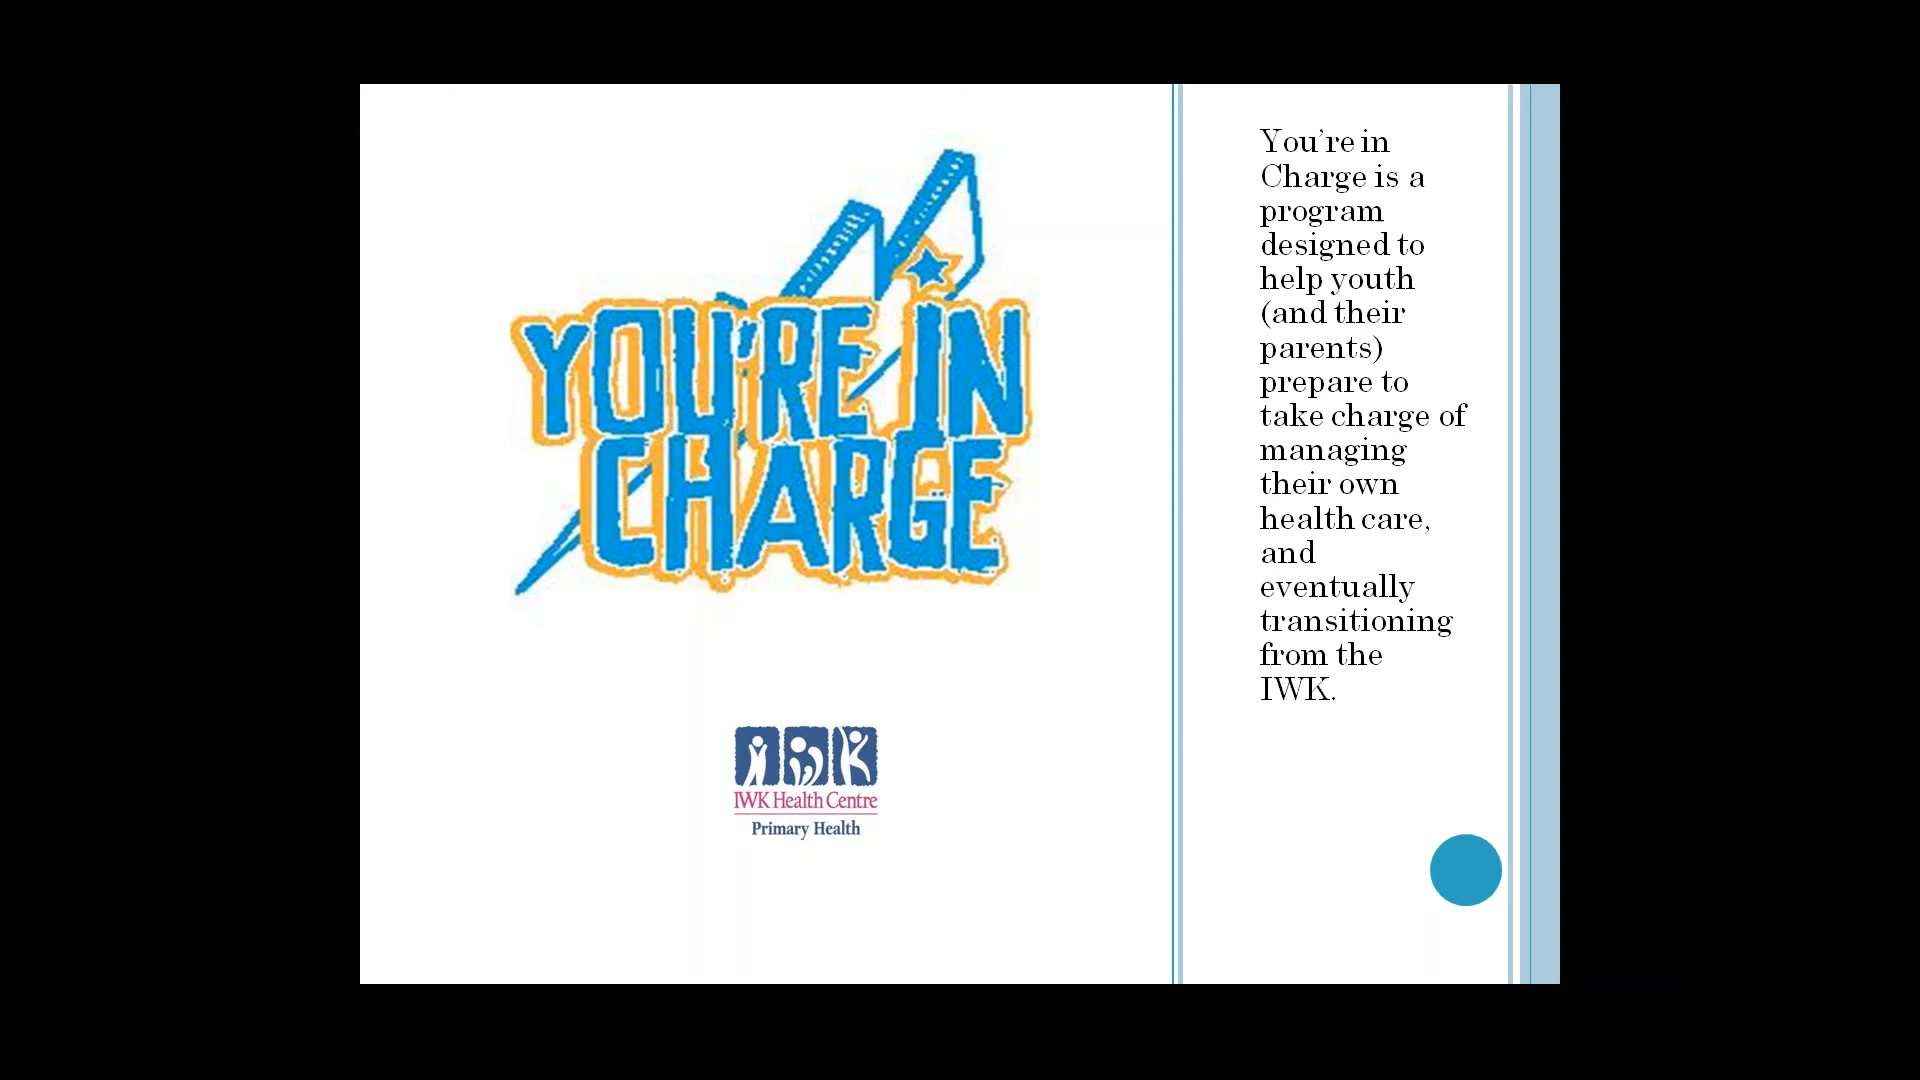 YOU'RE IN
CHARGE
IWK
IWK Health Centre
Primary Health
You're in
Charge is a
program
designed to
help youth
(and their
parents)
prepare to
take charge of
managing
their own
health care,
and
eventually
transitioning
from the
IWK.